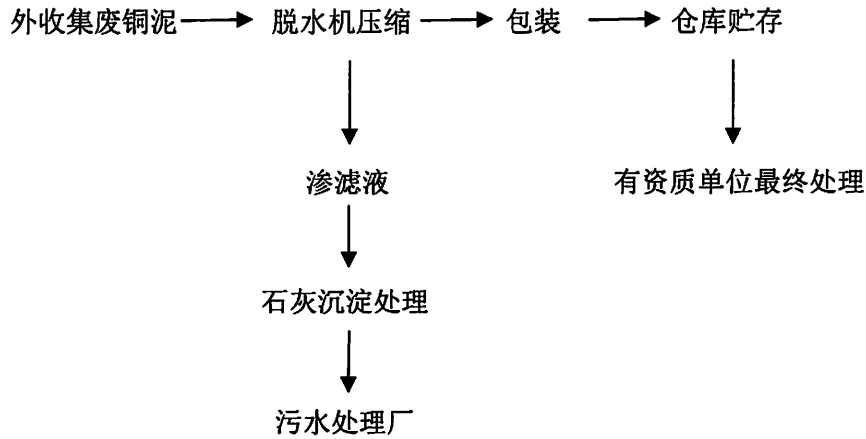 外收集废铜泥 脱水机压缩 包装 仓库贮存
渗滤液 有资质单位最终处理
石灰沉淀处理
污水处理厂